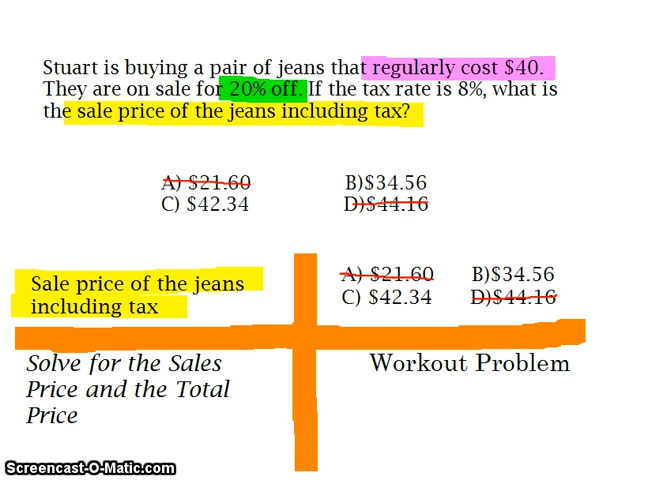 Stuart is buying a pair of jeans that regularly cost $40.
They are on sale for 20% off. If the tax rate is 8%, what is
the sale price of the jeans including tax?
A) $21.60 B)$34.56
C) $42.34 D)$44.16
Sale price of the jeans
including tax
A) $21.60 B)$34.56
C) $42.34 D)$44.16
Solve for the Sales
Price and the Total
Price
Workout Problem
Screencast-O-Matic.com